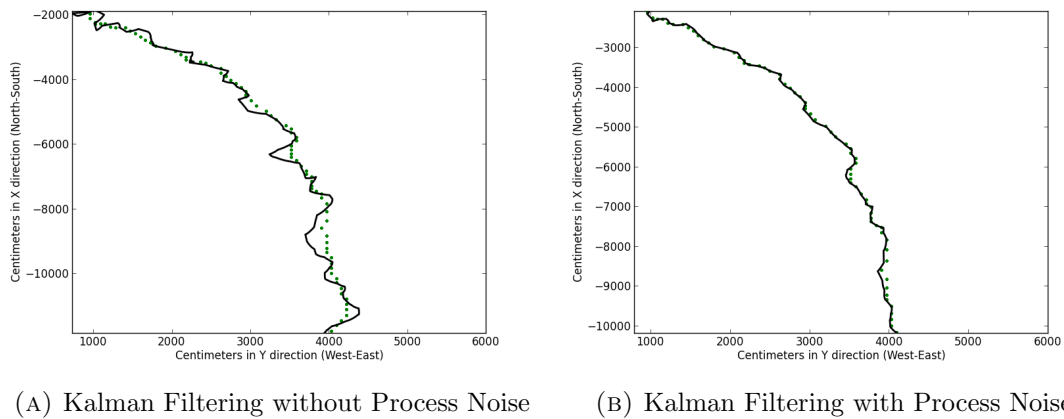 −2000
−4000
−6000
−8000
−10000
Centimeters in X direction (North-South)
1000 2000 3000 4000 5000 6000
Centimeters in Y direction (West-East)
(A) Kalman Filtering without Process Noise
−3000
−4000
−5000
−6000
−7000
−8000
−9000
−10000
Centimeters in X direction (North-South)
1000 2000 3000 4000 5000 6000
Centimeters in Y direction (West-East)
(B) Kalman Filtering with Process Nois